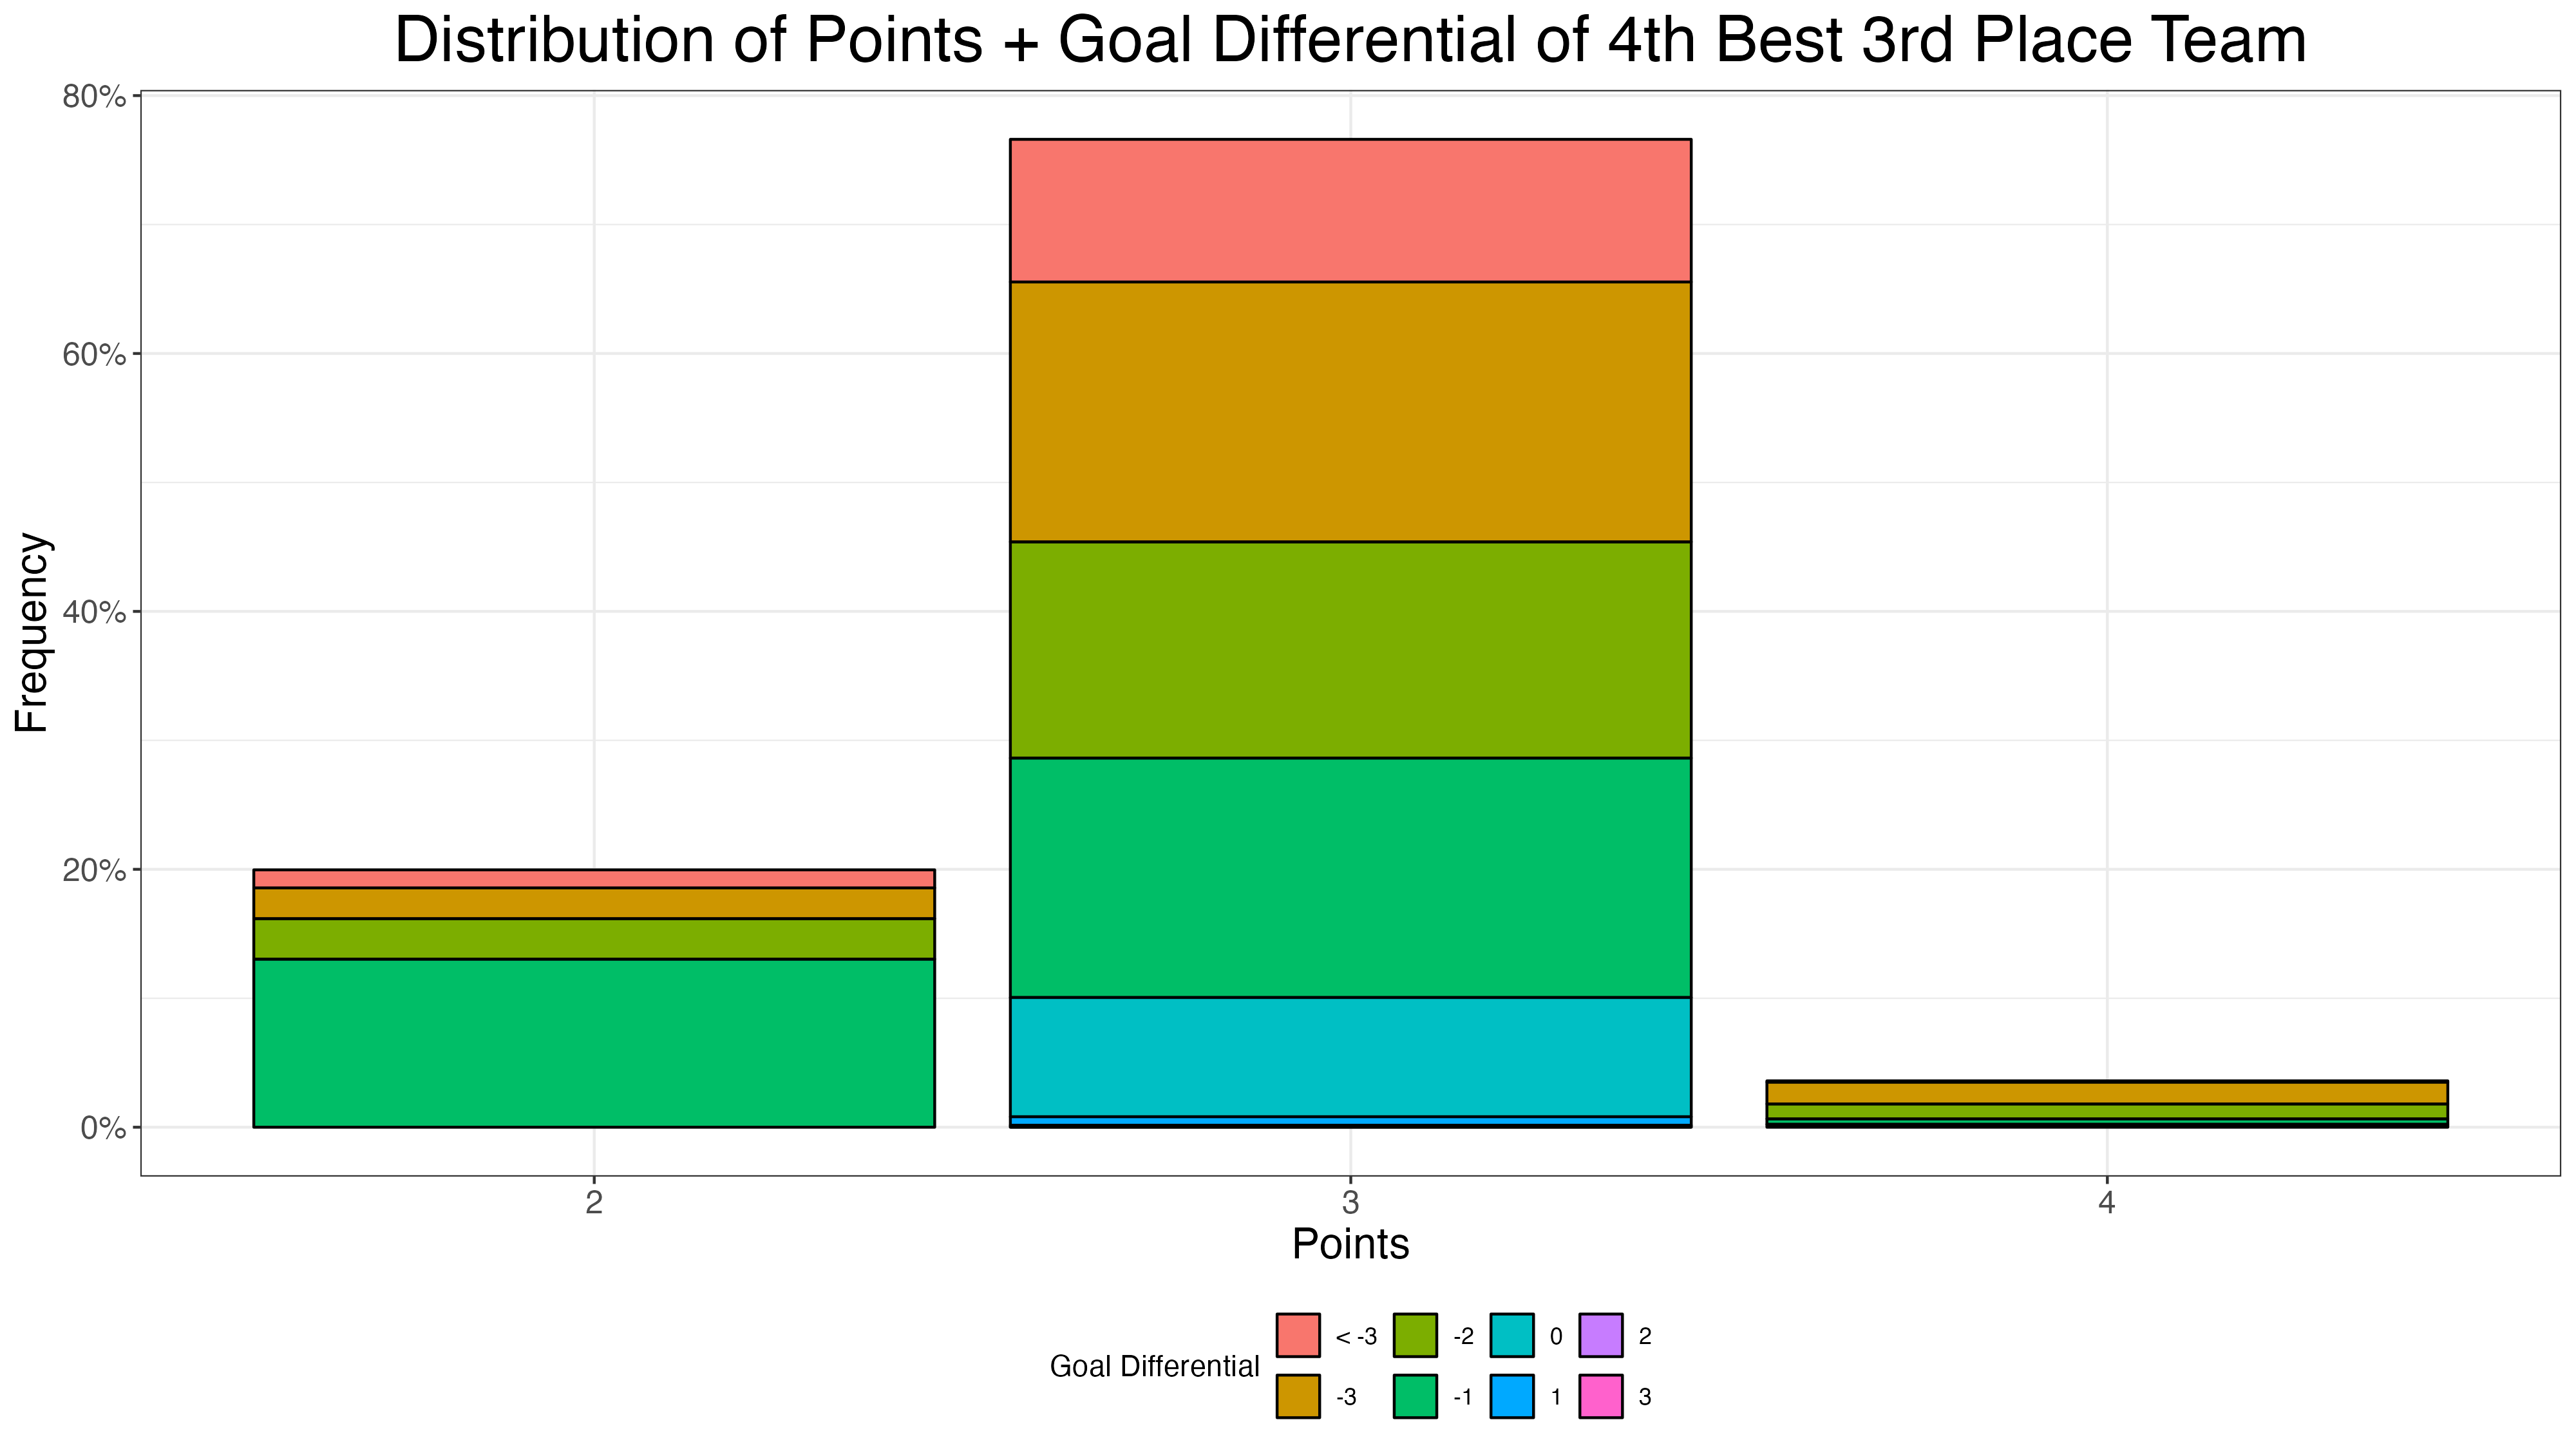 Distribution of Points + Goal Differential of 4th Best 3rd Place Team
80%
60%
40%
20%
0%
Frequency
2 3 4
Points
Goal Differential
< -3 -2 0 2
-3 -1 1 3